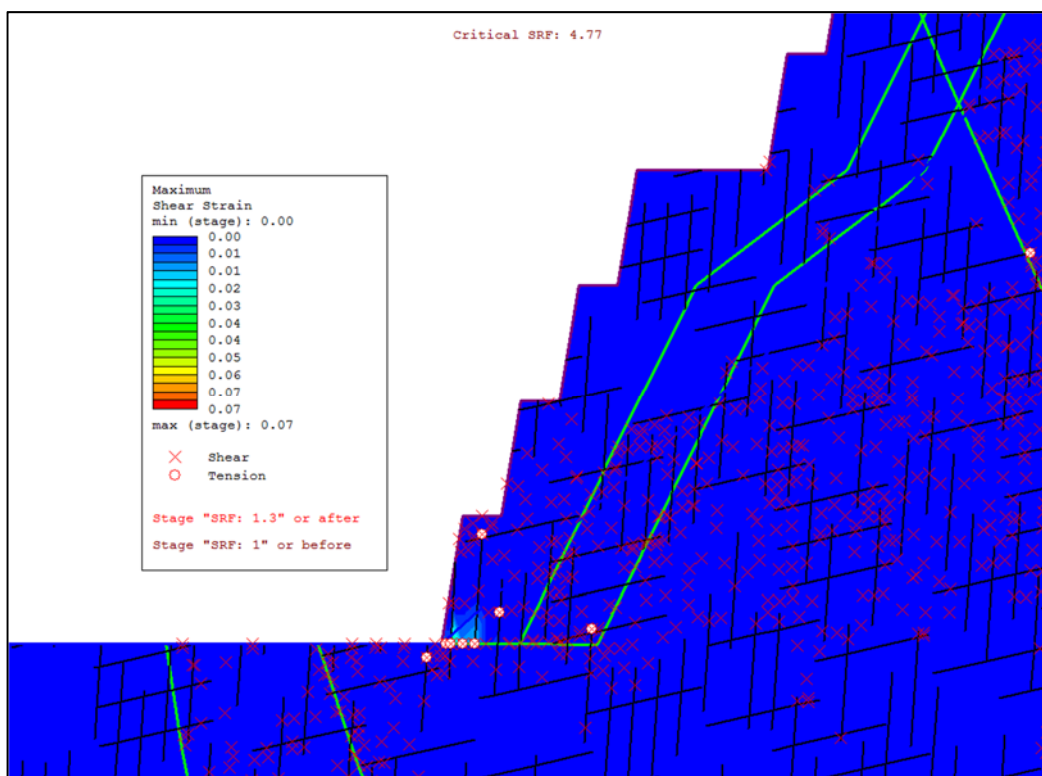 Critical SRF: 4.77
Maximum
Shear Strain
min (stage): 0.00
0.00
0.01
0.01
0.02
0.03
0.04
0.04
0.05
0.06
0.07
0.07
max (stage): 0.07
Shear
Tension
Stage "SRF: 1.3" or after
Stage "SRF: 1" or before